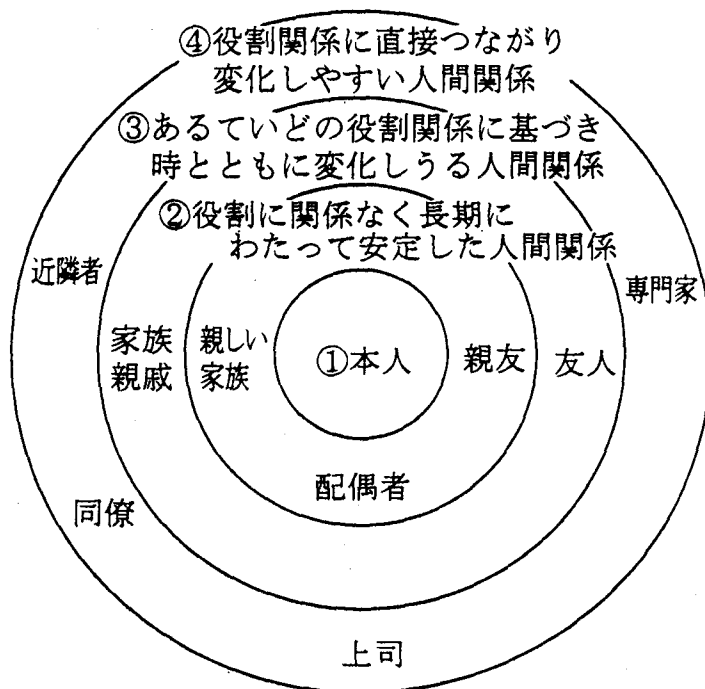 ④役割関係に直接つながり
変化しやすい人間関係
③あるていどの役割関係に基づき
時とともに変化しうる人間関係
②役割に関係なく長期に
わたって安定した人間関係
近隣者
専門家
家族
親戚
親しい
家族
①本人
親友
友人
配偶者
同僚
上司